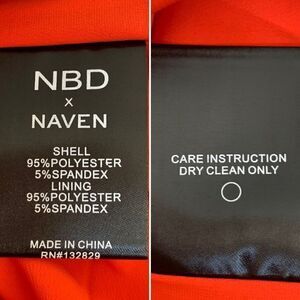 NBD
x
NAVEN
SHELL
95%POLYESTER
5%SPANDEX
LINING
95%POLYESTER
5%SPANDEX
MADE IN CHINA
RN#132829
CARE INSTRUCTION
DRY CLEAN ONLY